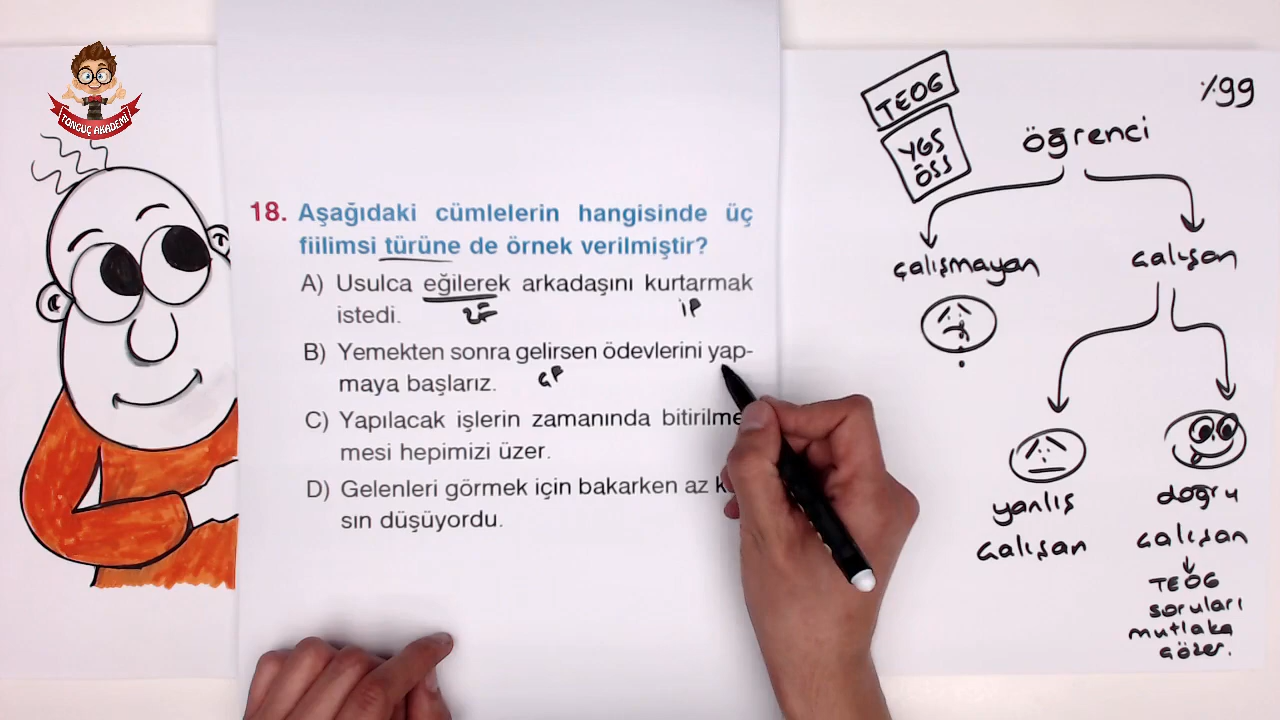 TONGUÇ AKADEMİ
18. Aşağıdaki cümlelerin hangisinde üç
fiilimsi türüne de örnek verilmiştir?
A) Usulca eğilerek arkadaşını kurtarmak
istedi.
B) Yemekten sonra gelirsen ödevlerini yap-
maya başlarız.
C) Yapılacak işlerin zamanında bitirilme
mesi hepimizi üzer.
D) Gelenleri görmek için bakarken az
sın düşüyordu.
TEOG
YGS
ÖSS
%99
öğrenci
çalışmayan
çalışan
yanlış
çalışan
doğru
çalışan
TEOG
soruları
mutlaka
çözer.